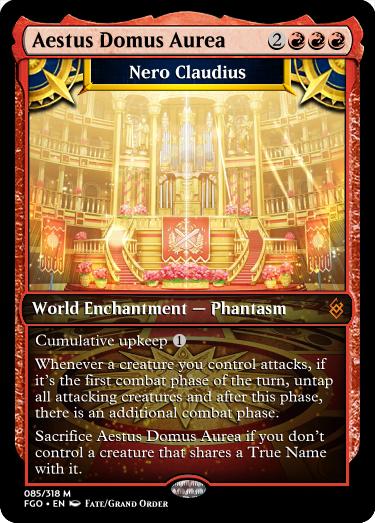 Aestus Domus Aurea 2
Nero Claudius
World Enchantment — Phantasm
Cumulative upkeep 1
Whenever a creature you control attacks, if
it's the first combat phase of the turn, untap
all attacking creatures and after this phase,
there is an additional combat phase.
Sacrifice Aestus Domus Aurea if you don't
control a creature that shares a True Name
with it.
085/318 M
FGO • EN Fate/Grand Order